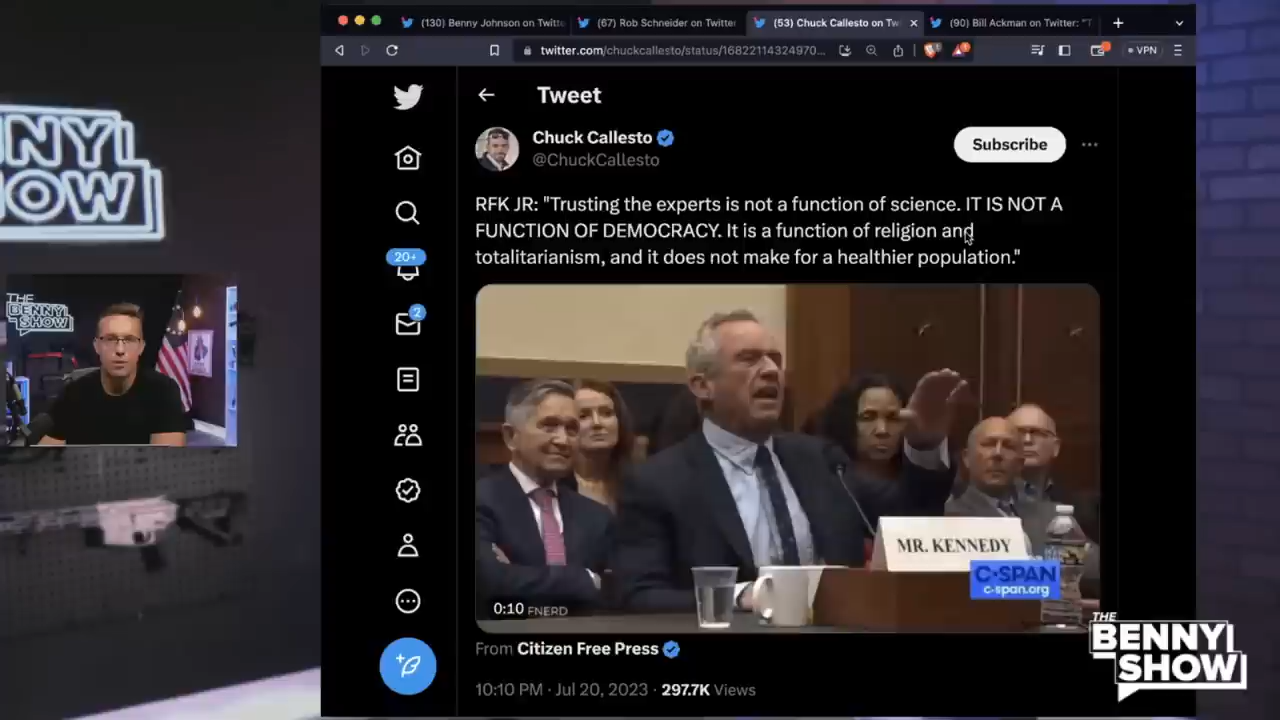 (130) Benny Johnson on Twitt
(67) Rob Schneider on Twitter
(53) Chuck Callesto on Tw
(90) Bill Ackman on Twitter: "T
twitter.com/chuckcallesto/status/16822114324970...
VPN
NNY
HOW
Tweet
Chuck Callesto
@ChuckCallesto
Subscribe
RFK JR: "Trusting the experts is not a function of science. IT IS NOT A
FUNCTION OF DEMOCRACY. It is a function of religion and
totalitarianism, and it does not make for a healthier population."
20+
2
THE
BENNY
SHOW
MR. KENNEDY
C-SPAN
c-span.org
0:10 FNERD
From Citizen Free Press
10:10 PM · Jul 20, 2023 · 297.7K Views
THE
BENNY
SHOW